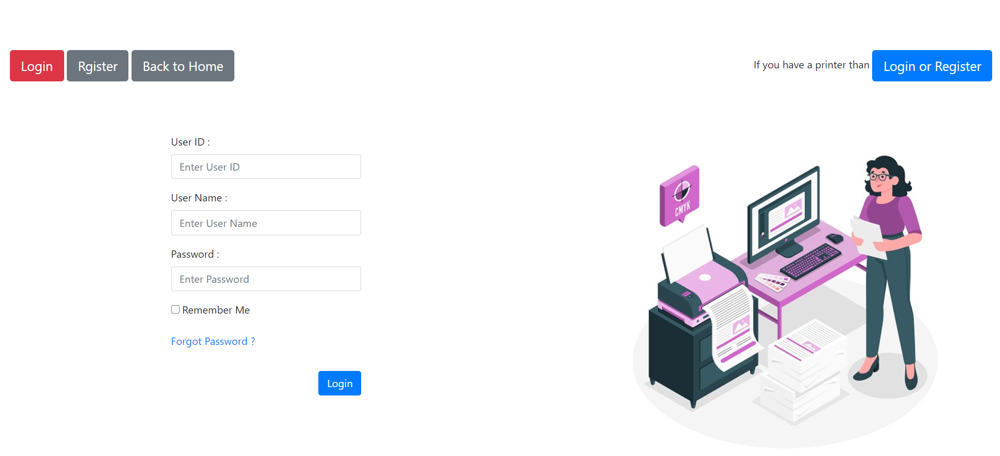 Login Rgister Back to Home If you have a printer than Login or Register
User ID :
Enter User ID
User Name :
Enter User Name
Password :
Enter Password
Remember Me
Forgot Password ?
Login
CMYK